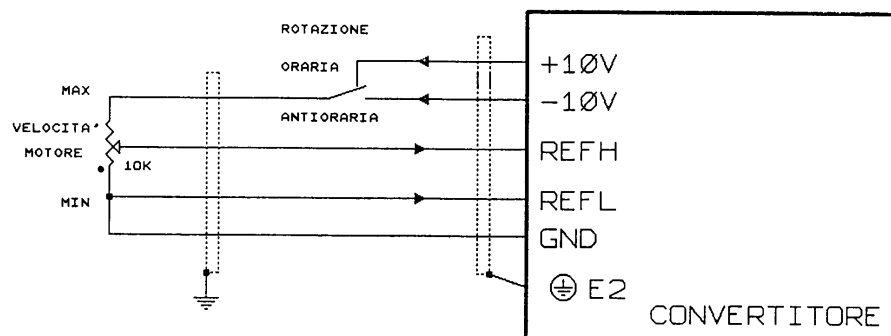 ROTAZIONE
ORARIA
ANTIORARIA
MAX
VELOCITA'
MOTORE
10K
MIN
+10V
-10V
REFH
REFL
GND
E2
CONVERTITORE